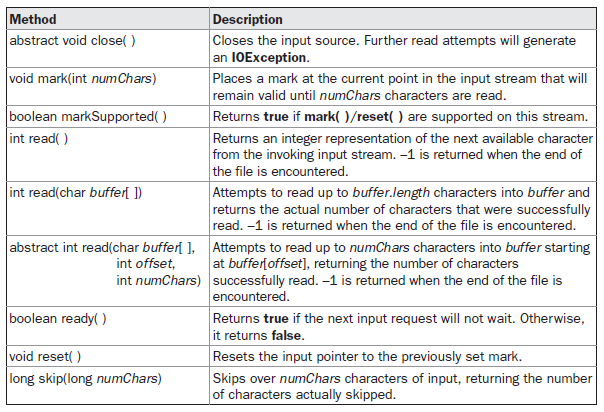 Method Description
abstract void close( ) Closes the input source. Further read attempts will generate
an IOException.
void mark(int numChars) Places a mark at the current point in the input stream that will
remain valid until numChars characters are read.
boolean markSupported( ) Returns true if mark( )/reset( ) are supported on this stream.
int read( ) Returns an integer representation of the next available character
from the invoking input stream. –1 is returned when the end of
the file is encountered.
int read(char buffer[ ]) Attempts to read up to buffer.length characters into buffer and
returns the actual number of characters that were successfully
read. –1 is returned when the end of the file is encountered.
abstract int read(char buffer[ ], Attempts to read up to numChars characters into buffer starting
int offset, at buffer[offset], returning the number of characters
int numChars) successfully read. –1 is returned when the end of the file is
encountered.
boolean ready( ) Returns true if the next input request will not wait. Otherwise,
it returns false.
void reset( ) Resets the input pointer to the previously set mark.
long skip(long numChars) Skips over numChars characters of input, returning the number
of characters actually skipped.